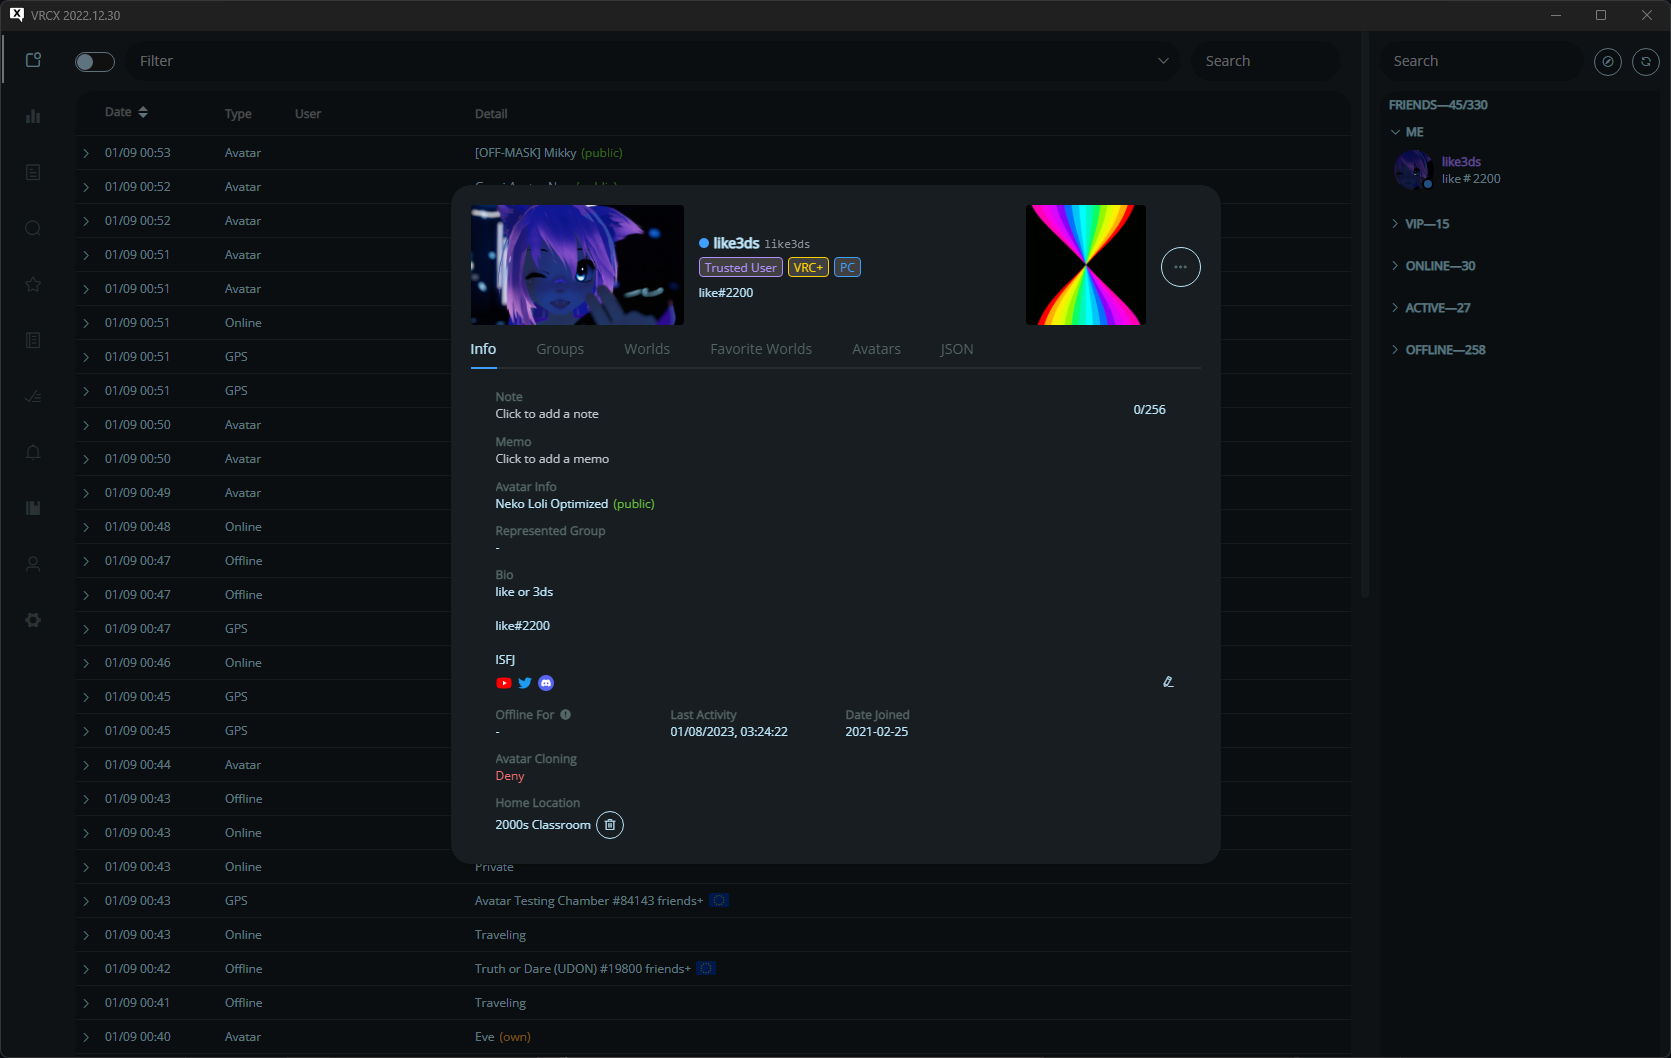 VRCX 2022.12.30
Filter
Search
Search
Date Type User Detail
01/09 00:53 Avatar [OFF-MASK] Mikky (public)
01/09 00:52 Avatar
01/09 00:52 Avatar
01/09 00:51 Avatar
01/09 00:51 Avatar
01/09 00:51 Online
01/09 00:51 GPS
01/09 00:51 GPS
01/09 00:50 Avatar
01/09 00:50 Avatar
01/09 00:49 Avatar
01/09 00:48 Online
01/09 00:47 Offline
01/09 00:47 Offline
01/09 00:47 GPS
01/09 00:46 Online
01/09 00:45 GPS
01/09 00:45 GPS
01/09 00:44 Avatar
01/09 00:43 Offline
01/09 00:43 Online
01/09 00:43 Online Private
01/09 00:43 GPS Avatar Testing Chamber #84143 friends+
01/09 00:43 Online Traveling
01/09 00:42 Offline Truth or Dare (UDON) #19800 friends+
01/09 00:41 Offline Traveling
01/09 00:40 Avatar Eve (own)
like3ds like3ds
Trusted User VRC+ PC
like#2200
Info Groups Worlds Favorite Worlds Avatars JSON
Note
Click to add a note 0/256
Memo
Click to add a memo
Avatar Info
Neko Loli Optimized (public)
Represented Group
-
Bio
like or 3ds
like#2200
ISFJ
Offline For Last Activity Date Joined
- 01/08/2023, 03:24:22 2021-02-25
Avatar Cloning
Deny
Home Location
2000s Classroom
FRIENDS—45/330
ME
like3ds
like#2200
VIP—15
ONLINE—30
ACTIVE—27
OFFLINE—258